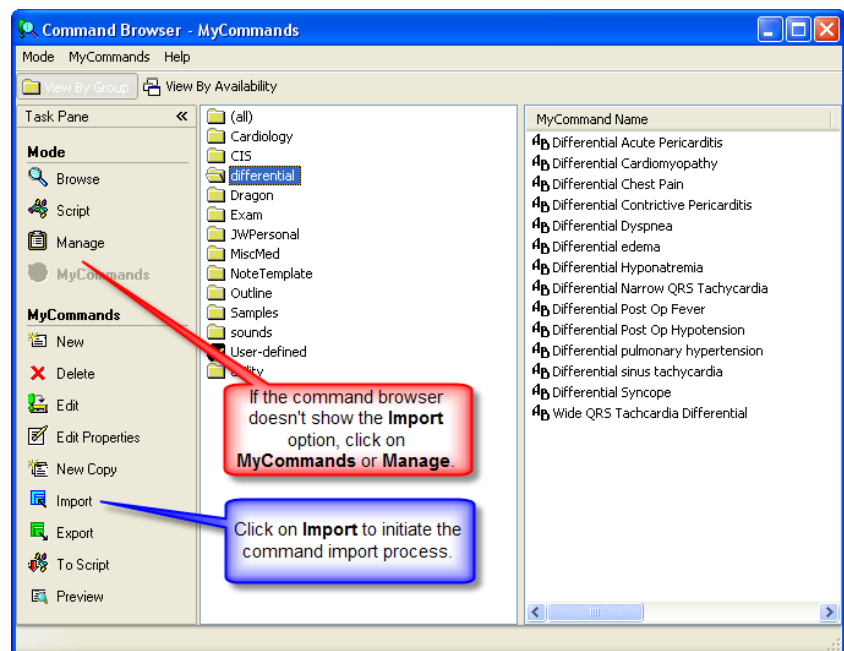 Command Browser - MyCommands
Mode MyCommands Help
View By Group View By Availability
Task Pane «
Mode
Browse
Script
Manage
MyCommands
MyCommands
New
Delete
Edit
Edit Properties
New Copy
Import
Export
To Script
Preview
(all)
Cardiology
CIS
differential
Dragon
Exam
JWPersonal
MiscMed
NoteTemplate
Outline
Samples
sounds
User-defined
If the command browser
doesn't show the Import
option, click on
MyCommands or Manage.
Click on Import to initiate the
command import process.
MyCommand Name
Differential Acute Pericarditis
Differential Cardiomyopathy
Differential Chest Pain
Differential Contrictive Pericarditis
Differential Dyspnea
Differential edema
Differential Hyponatremia
Differential Narrow QRS Tachycardia
Differential Post Op Fever
Differential Post Op Hypotension
Differential pulmonary hypertension
Differential sinus tachycardia
Differential Syncope
Wide QRS Tachcardia Differential